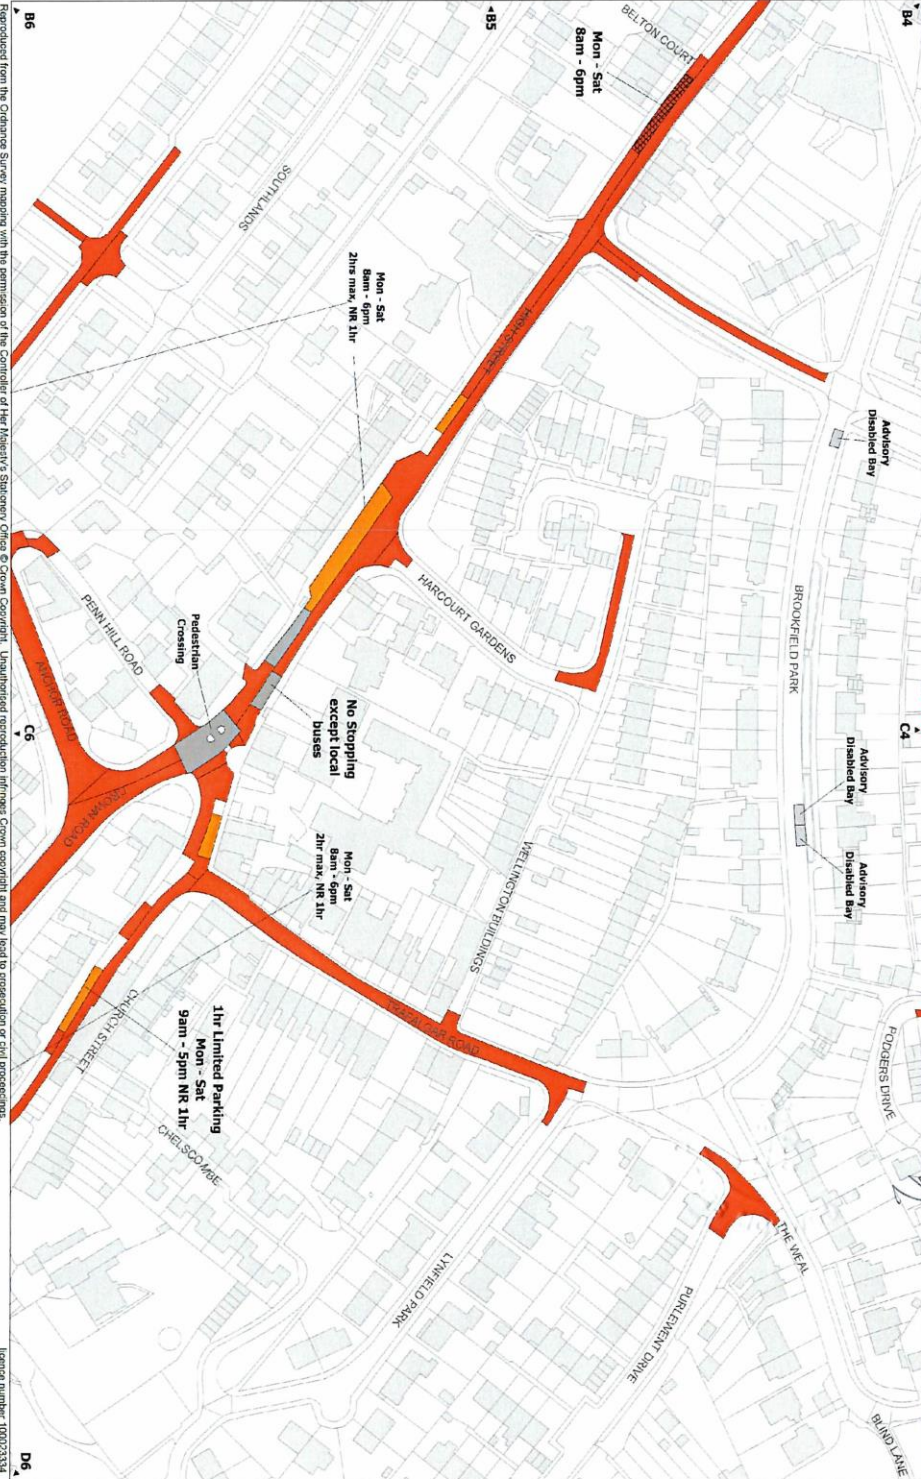 B4
C4
◄B5
B6
C6
D6
BELTON COURT
Mon - Sat
8am - 6pm
SOUTHLANDS
Mon - Sat
8am - 6pm
2hrs max, NR 1hr
HIGH STREET
Advisory
Disabled Bay
BROOKFIELD PARK
Advisory
Disabled Bay
Advisory
Disabled Bay
HARCOURT GARDENS
PENN HILL ROAD
Pedestrian
Crossing
No Stopping
except local
buses
ANCHOR ROAD
CROWN ROAD
WELLINGTON BUILDINGS
Mon - Sat
8am - 6pm
2hr max, NR 1hr
TRAFALGAR ROAD
CHURCH STREET
1hr Limited Parking
Mon - Sat
9am - 5pm NR 1hr
CHELSCOMBE
LYNFIELD PARK
PODGERS DRIVE
THE WEAL
PURLEWENT DRIVE
BLIND LANE
Reproduced from the Ordnance Survey mapping with the permission of the Controller of Her Majesty's Stationery Office © Crown Copyright. Unauthorised reproduction infringes Crown copyright and may lead to prosecution or civil proceedings.
licence number 100023334